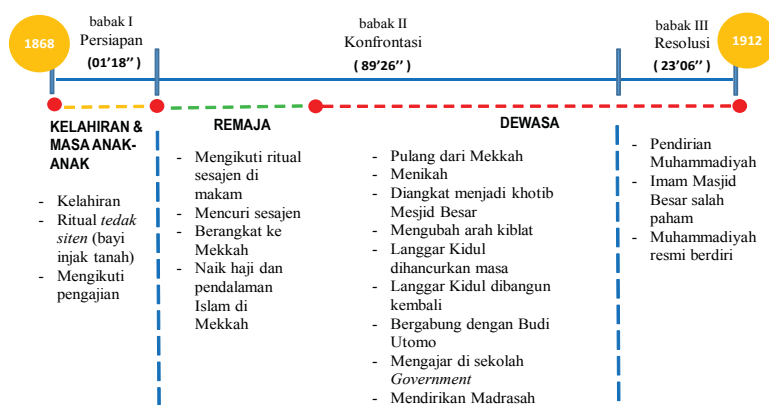 1868
babak I
Persiapan
(01'18'')
babak II
Konfrontasi
( 89'26'')
babak III
Resolusi
( 23'06'')
1912
KELAHIRAN &
MASA ANAK-
ANAK
- Kelahiran
- Ritual tedak
siten (bayi
injak tanah)
- Mengikuti
pengajian
REMAJA
- Mengikuti ritual
sesajen di
makam
- Mencuri sesajen
- Berangkat ke
Mekkah
- Naik haji dan
pendalaman
Islam di
Mekkah
DEWASA
- Pulang dari Mekkah
- Menikah
- Diangkat menjadi khotib
Mesjid Besar
- Mengubah arah kiblat
- Langgar Kidul
dihancurkan masa
- Langgar Kidul dibangun
kembali
- Bergabung dengan Budi
Utomo
- Mengajar di sekolah
Government
- Mendirikan Madrasah
- Pendirian
Muhammadiyah
- Imam Masjid
Besar salah
paham
- Muhammadiyah
resmi berdiri